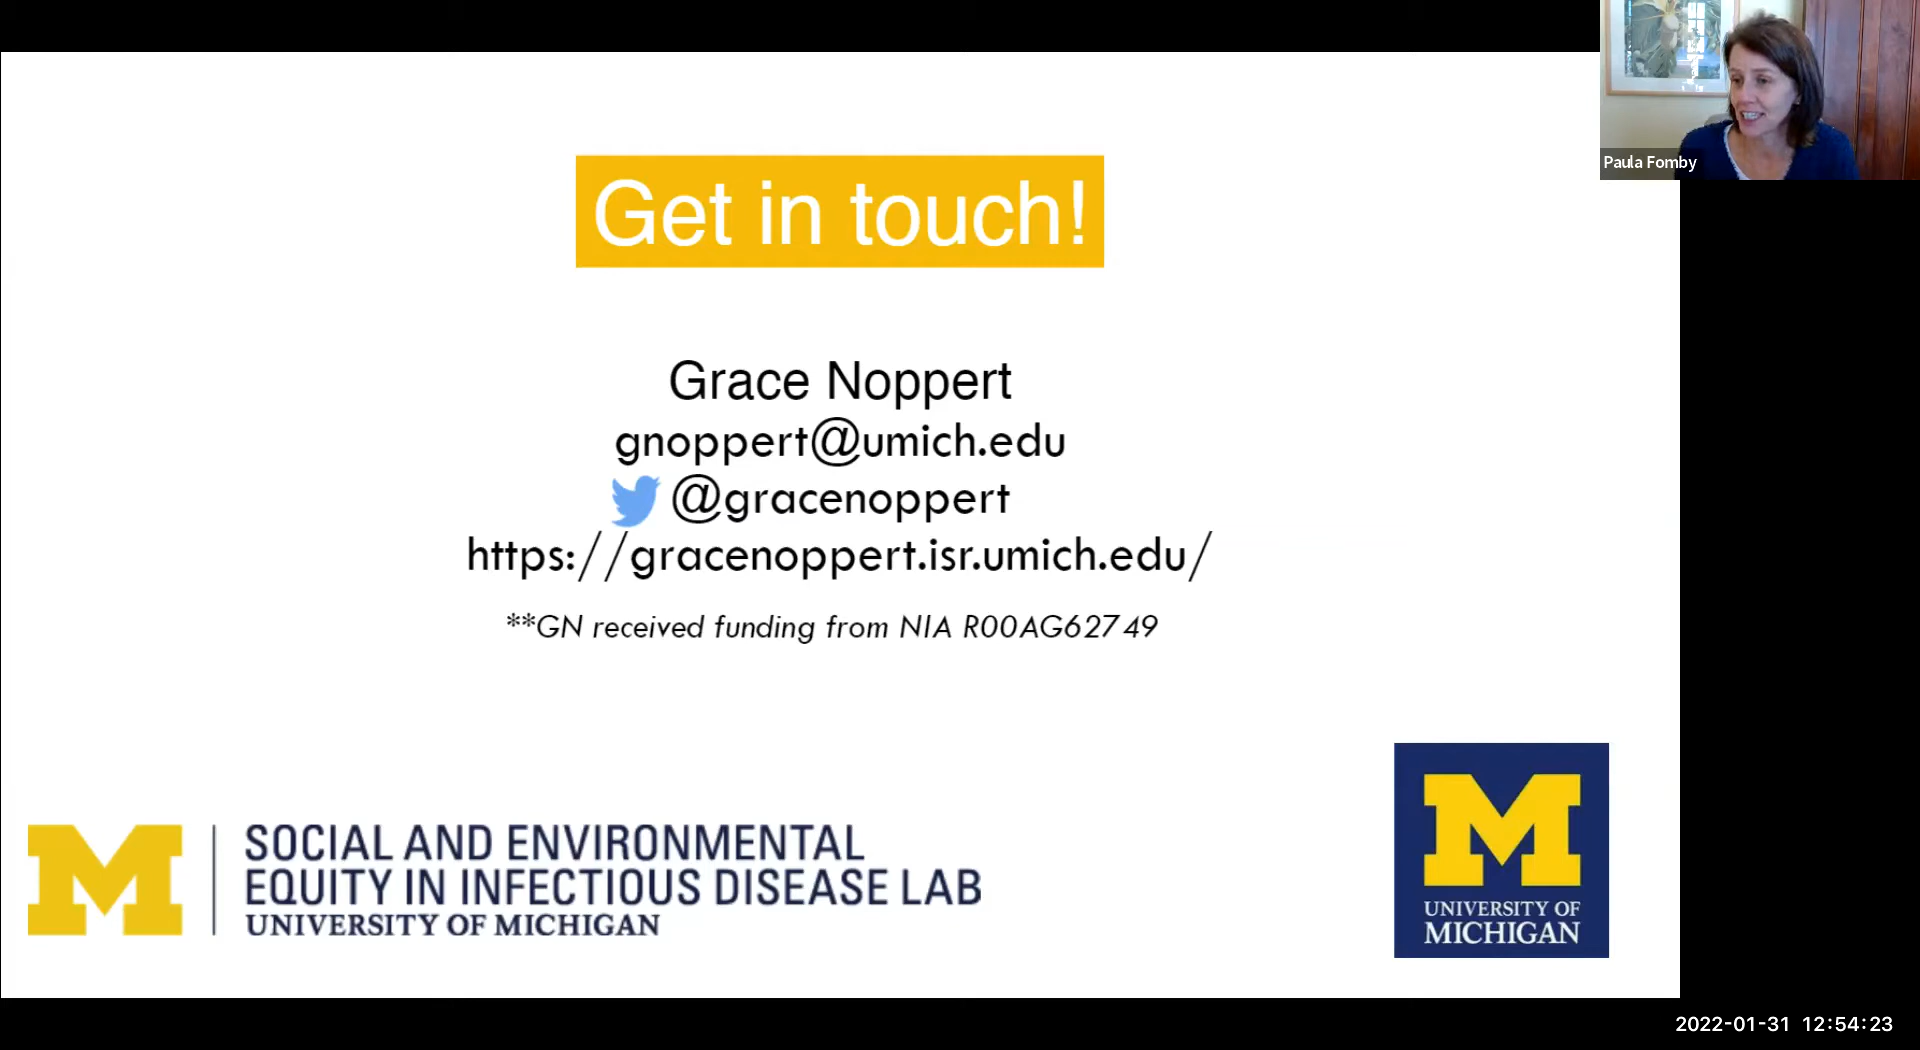 Paula Fomby
Get in touch!
Grace Noppert
gnoppert@umich.edu
@gracenoppert
https://gracenoppert.isr.umich.edu/
**GN received funding from NIA R00AG62749
M
SOCIAL AND ENVIRONMENTAL
EQUITY IN INFECTIOUS DISEASE LAB
UNIVERSITY OF MICHIGAN
M
UNIVERSITY OF
MICHIGAN
2022-01-31 12:54:23